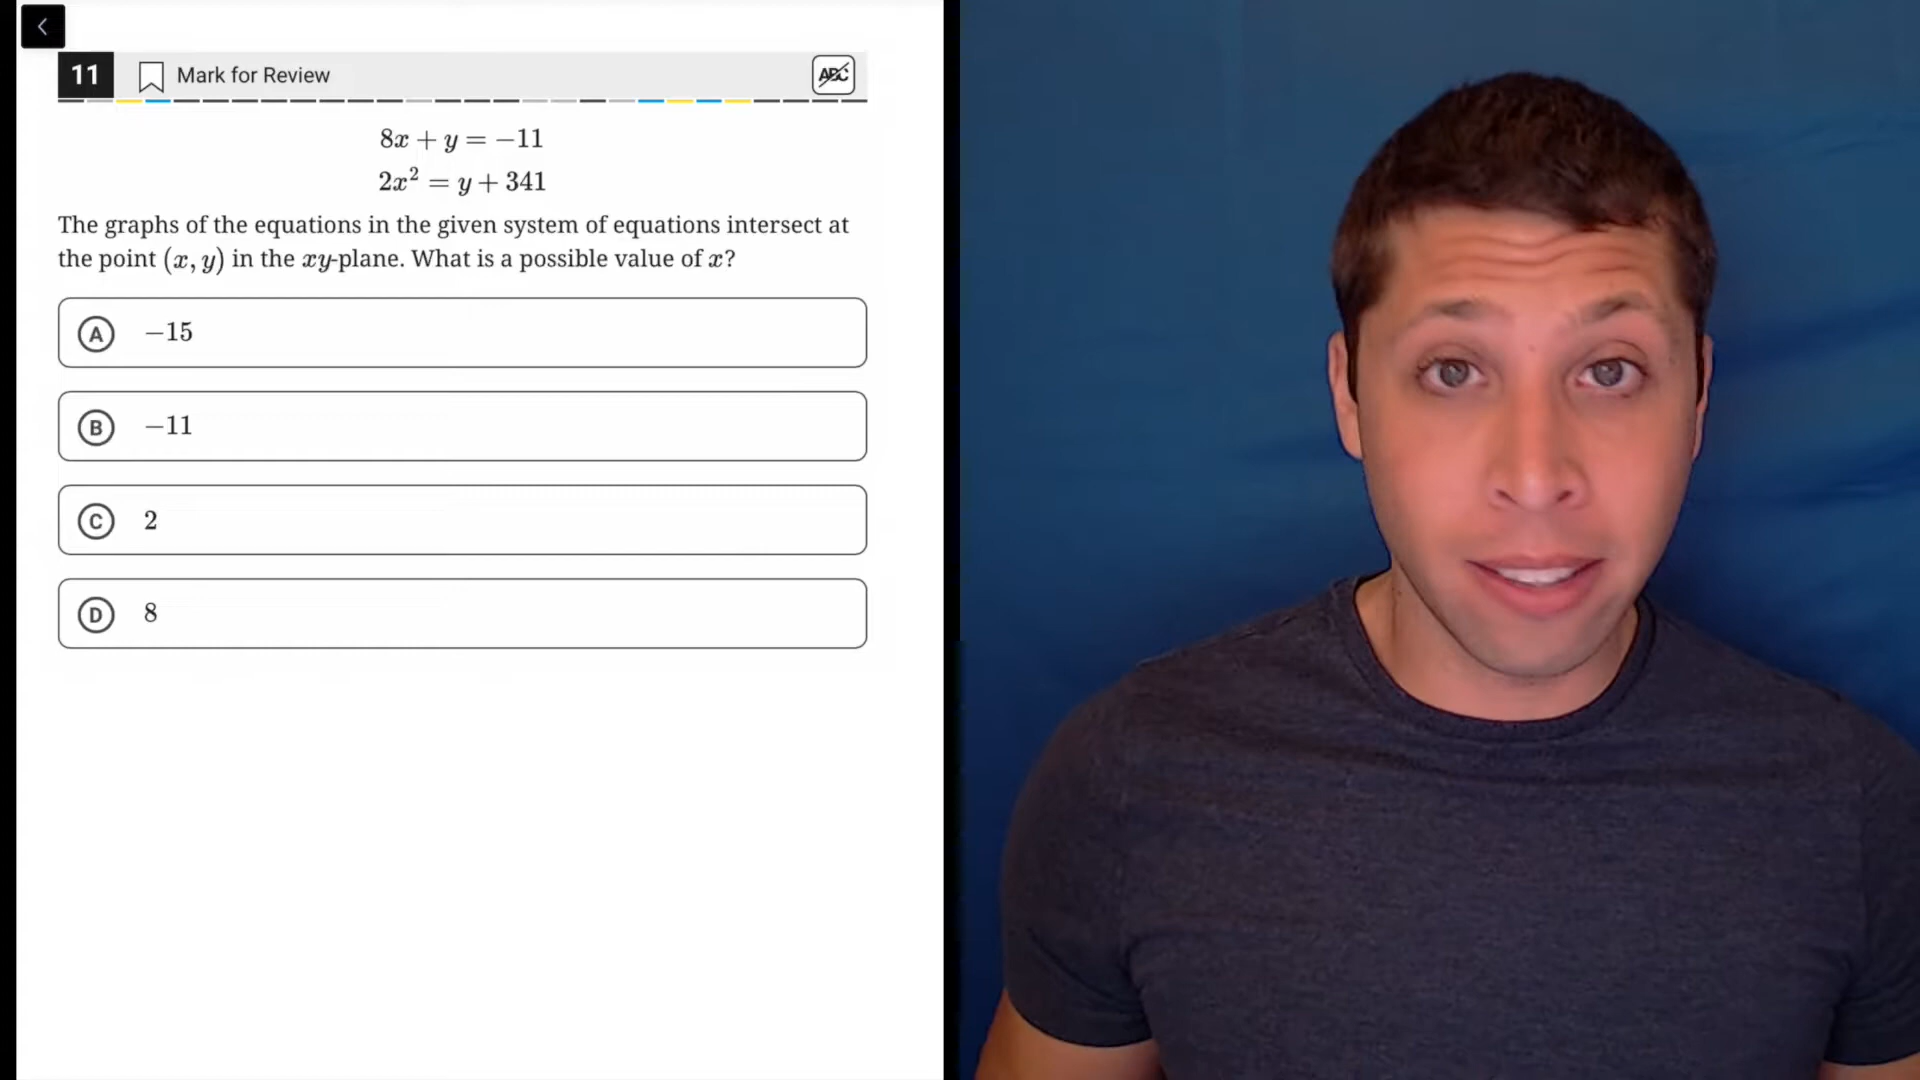 11 Mark for Review ABC
8x + y = −11
2x² = y + 341
The graphs of the equations in the given system of equations intersect at
the point (x, y) in the xy-plane. What is a possible value of x?
A −15
B −11
C 2
D 8